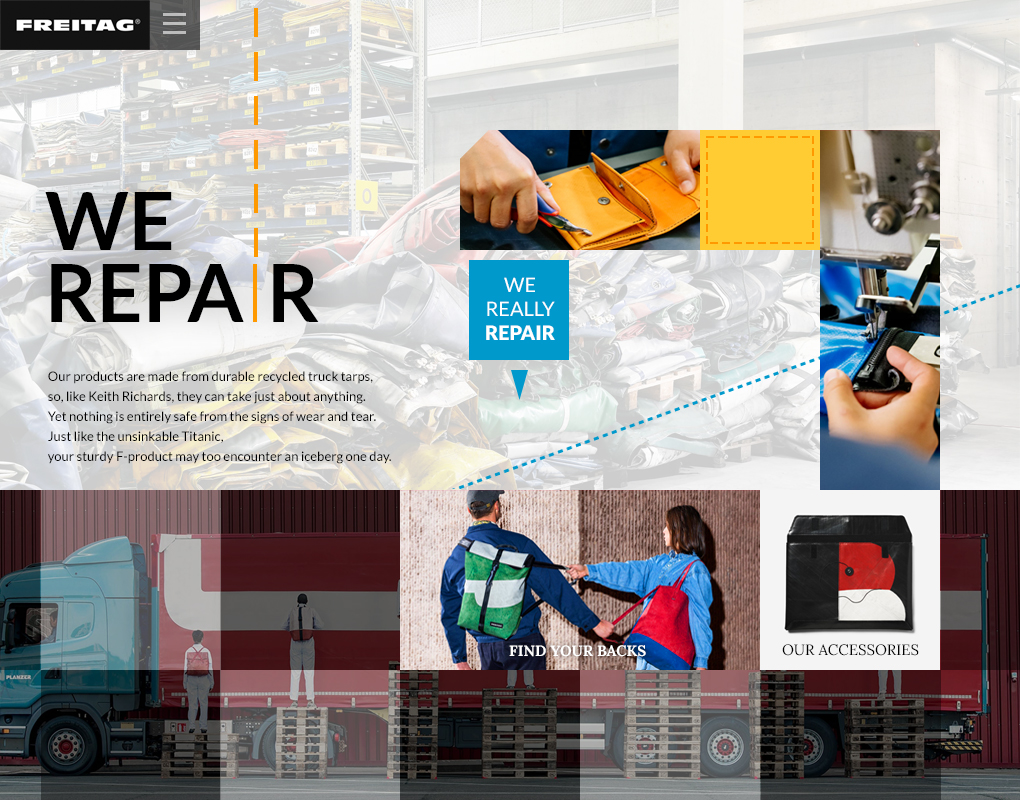 FREITAG®
WE
REPAIR
Our products are made from durable recycled truck tarps,
so, like Keith Richards, they can take just about anything.
Yet nothing is entirely safe from the signs of wear and tear.
Just like the unsinkable Titanic,
your sturdy F-product may too encounter an iceberg one day.
0
WE
REALLY
REPAIR
FIND YOUR BACKS
OUR ACCESSORIES
PLANZER